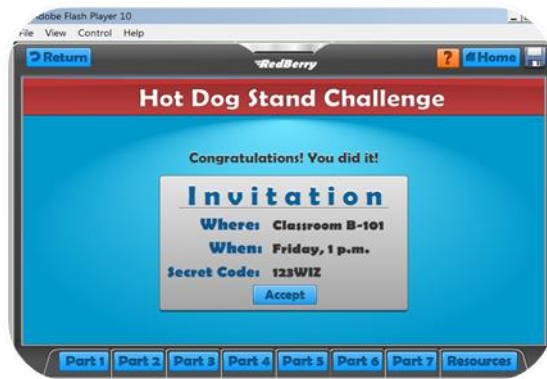 Adobe Flash Player 10
File View Control Help
Return
RedBerry
? Home
Hot Dog Stand Challenge
Congratulations! You did it!
Invitation
Where: Classroom B-101
When: Friday, 1 p.m.
Secret Code: 123WIZ
Accept
Part 1 Part 2 Part 3 Part 4 Part 5 Part 6 Part 7 Resources